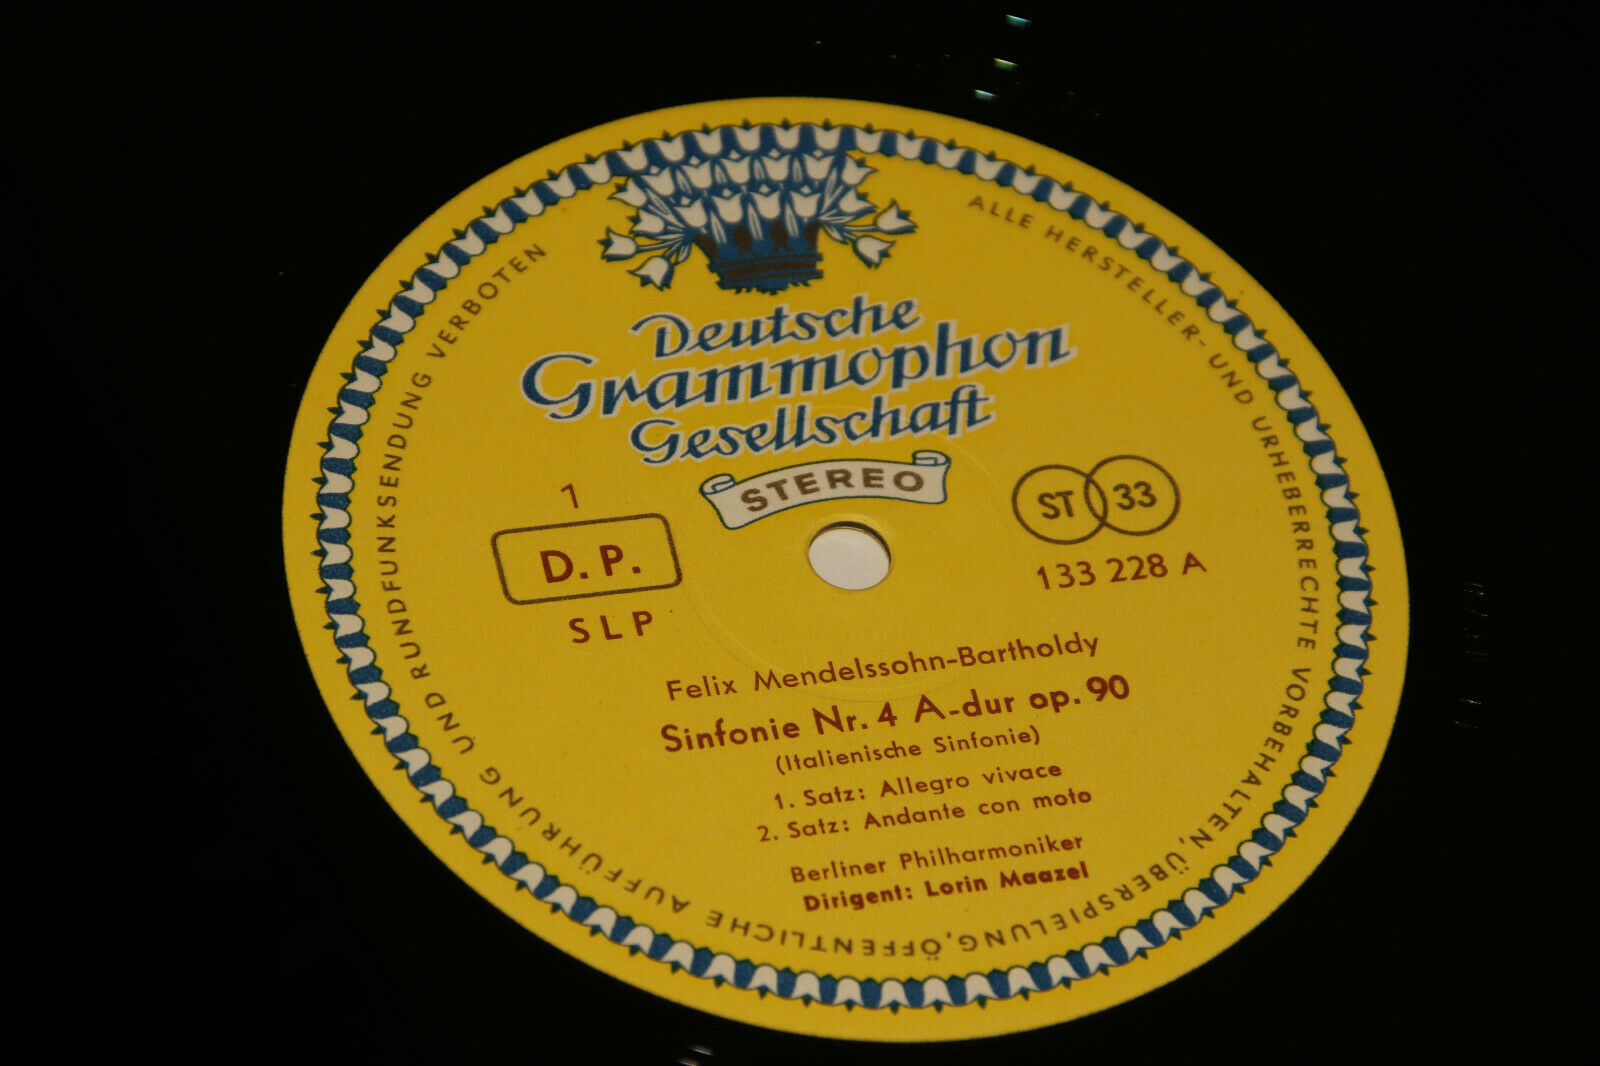 Deutsche
Grammophon
Gesellschaft
STEREO
1
D. P.
SLP
ST 33
133 228 A
Felix Mendelssohn-Bartholdy
Sinfonie Nr. 4 A-dur op. 90
(Italienische Sinfonie)
1. Satz: Allegro vivace
2. Satz: Andante con moto
Berliner Philharmoniker
Dirigent: Lorin Maazel
ALLE HERSTELLER- UND URHEBERRECHTE VORBEHALTEN, ÜBERSPIELUNG, ÖFFENTLICHE AUFFÜHRUNG UND RUNDFUNKSENDUNG VERBOTEN